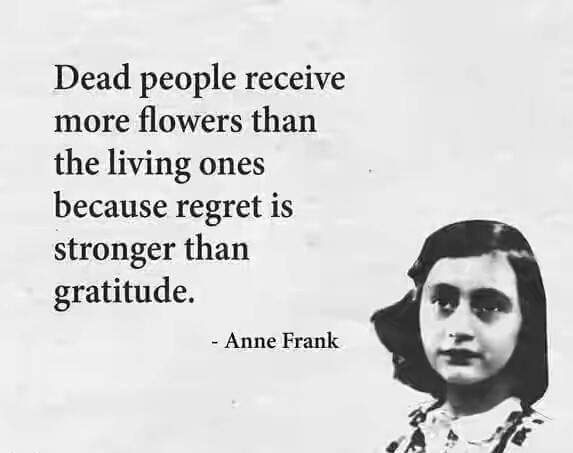 Dead people receive
more flowers than
the living ones
because regret is
stronger than
gratitude.
- Anne Frank